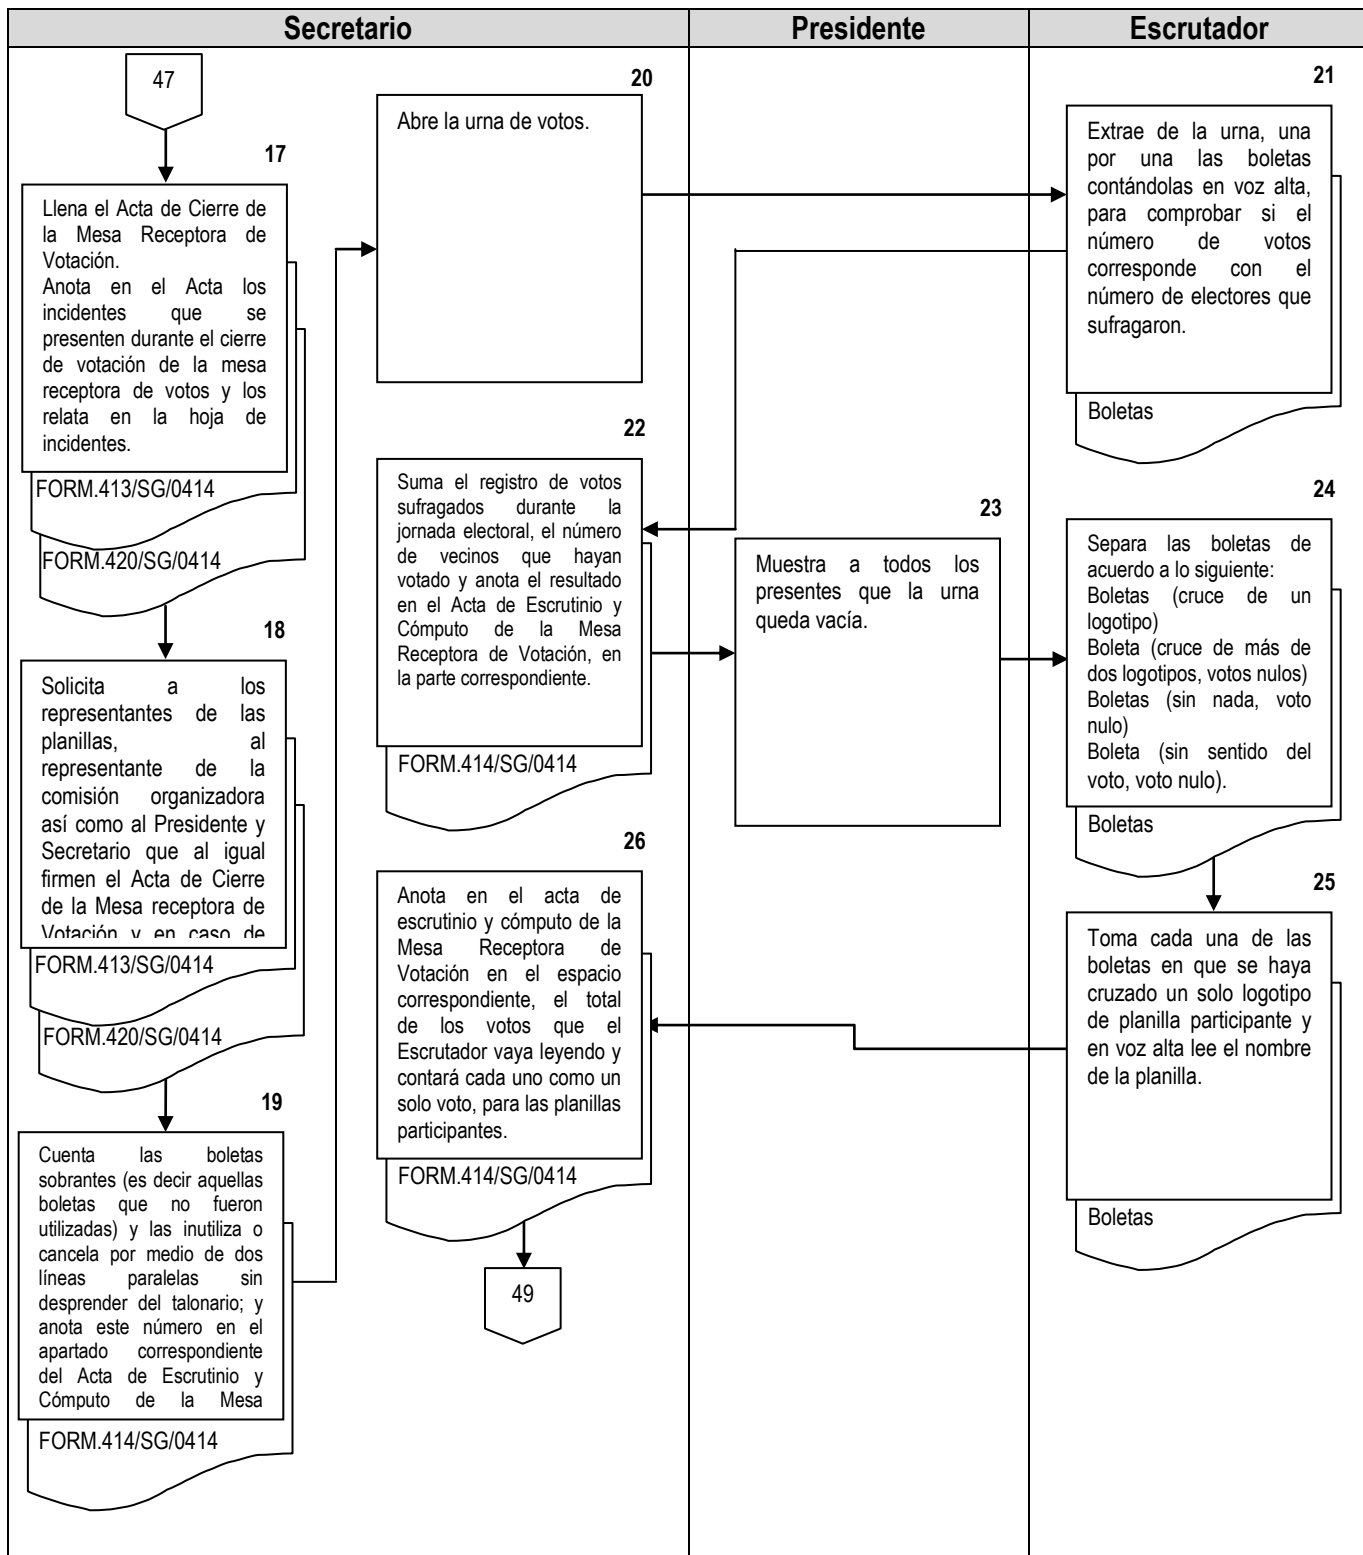 Secretario
Presidente
Escrutador
47
17
Llena el Acta de Cierre de
la Mesa Receptora de
Votación.
Anota en el Acta los
incidentes que se
presenten durante el cierre
de votación de la mesa
receptora de votos y los
relata en la hoja de
incidentes.
FORM.413/SG/0414
FORM.420/SG/0414
18
Solicita a los
representantes de las
planillas, al
representante de la
comisión organizadora
así como al Presidente y
Secretario que al igual
firmen el Acta de Cierre
de la Mesa receptora de
Votación y en caso de
FORM.413/SG/0414
FORM.420/SG/0414
19
Cuenta las boletas
sobrantes (es decir aquellas
boletas que no fueron
utilizadas) y las inutiliza o
cancela por medio de dos
líneas paralelas sin
desprender del talonario; y
anota este número en el
apartado correspondiente
del Acta de Escrutinio y
Cómputo de la Mesa
FORM.414/SG/0414
20
Abre la urna de votos.
21
Extrae de la urna, una
por una las boletas
contándolas en voz alta,
para comprobar si el
número de votos
corresponde con el
número de electores que
sufragaron.
Boletas
22
Suma el registro de votos
sufragados durante la
jornada electoral, el número
de vecinos que hayan
votado y anota el resultado
en el Acta de Escrutinio y
Cómputo de la Mesa
Receptora de Votación, en
la parte correspondiente.
FORM.414/SG/0414
23
Muestra a todos los
presentes que la urna
queda vacía.
24
Separa las boletas de
acuerdo a lo siguiente:
Boletas (cruce de un
logotipo)
Boleta (cruce de más de
dos logotipos, votos nulos)
Boletas (sin nada, voto
nulo)
Boleta (sin sentido del
voto, voto nulo).
Boletas
25
Toma cada una de las
boletas en que se haya
cruzado un solo logotipo
de planilla participante y
en voz alta lee el nombre
de la planilla.
Boletas
26
Anota en el acta de
escrutinio y cómputo de la
Mesa Receptora de
Votación en el espacio
correspondiente, el total
de los votos que el
Escrutador vaya leyendo y
contará cada uno como un
solo voto, para las planillas
participantes.
FORM.414/SG/0414
49